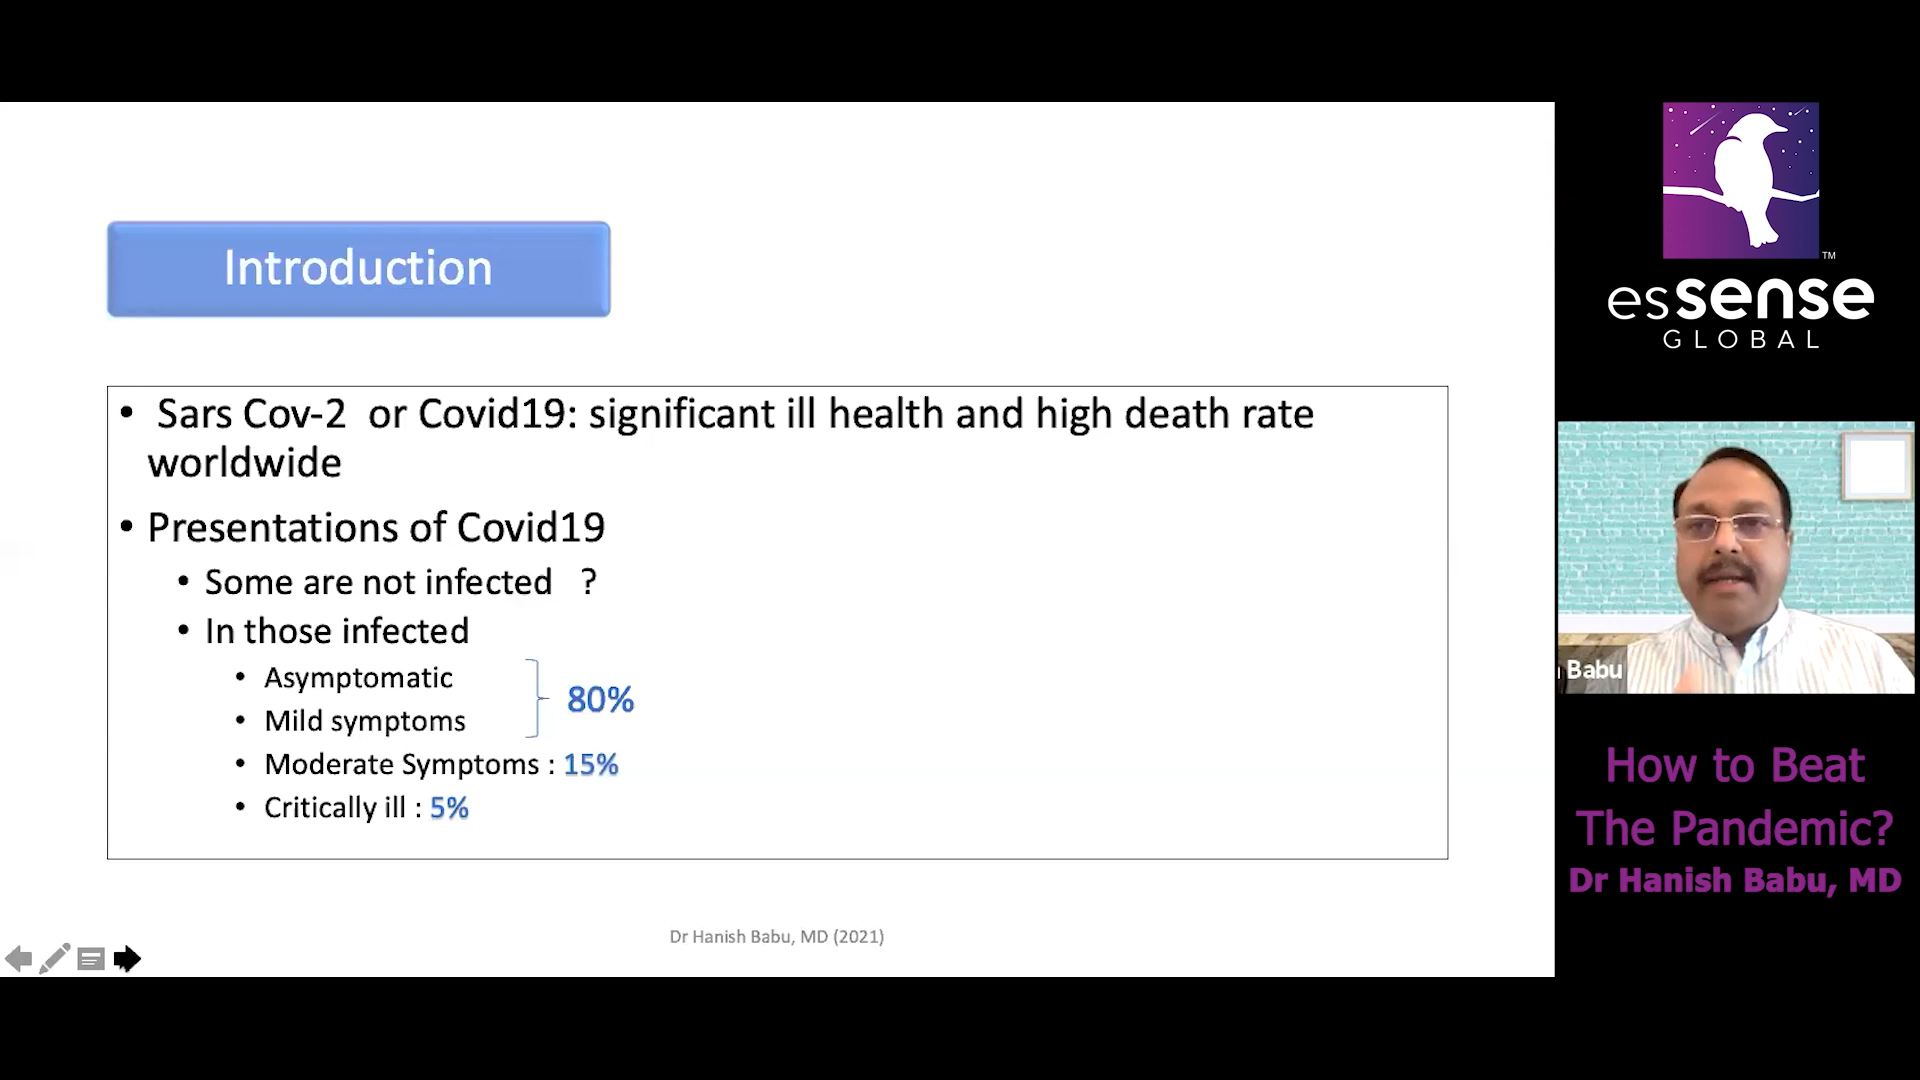 Introduction
• Sars Cov-2 or Covid19: significant ill health and high death rate
worldwide
• Presentations of Covid19
• Some are not infected ?
• In those infected
• Asymptomatic
• Mild symptoms
80%
• Moderate Symptoms : 15%
• Critically ill : 5%
Dr Hanish Babu, MD (2021)
TM
esSense
GLOBAL
Babu
How to Beat
The Pandemic?
Dr Hanish Babu, MD